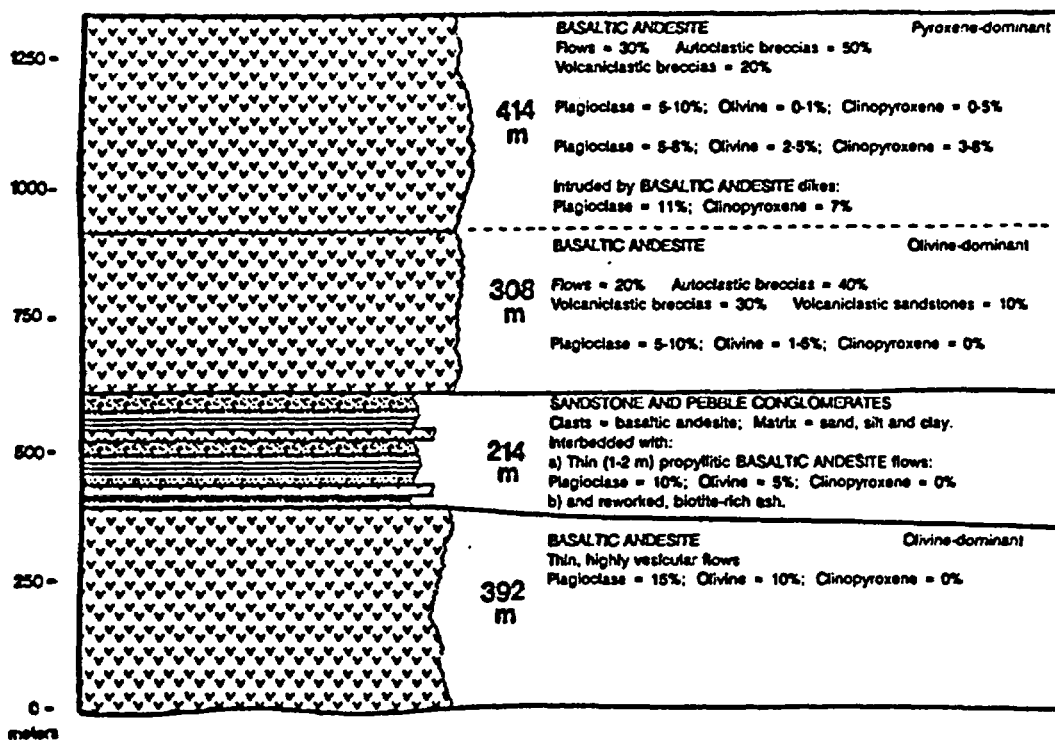 1250
1000
750
500
250
0
meters
414
m
308
m
214
m
392
m
BASALTIC ANDESITE Pyroxene-dominant
Flows = 30% Autoclastic breccias = 50%
Volcaniclastic breccias = 20%
Plagioclase = 5-10%; Olivine = 0-1%; Clinopyroxene = 0-5%
Plagioclase = 5-8%; Olivine = 2-5%; Clinopyroxene = 3-8%
Intruded by BASALTIC ANDESITE dikes:
Plagioclase = 11%; Clinopyroxene = 7%
BASALTIC ANDESITE Olivine-dominant
Flows = 20% Autoclastic breccias = 40%
Volcaniclastic breccias = 30% Volcaniclastic sandstones = 10%
Plagioclase = 5-10%; Olivine = 1-6%; Clinopyroxene = 0%
SANDSTONE AND PEBBLE CONGLOMERATES
Clasts = basaltic andesite; Matrix = sand, silt and clay.
Interbedded with:
a) Thin (1-2 m) propyllitic BASALTIC ANDESITE flows:
Plagioclase = 10%; Olivine = 5%; Clinopyroxene = 0%
b) and reworked, biotite-rich ash.
BASALTIC ANDESITE Olivine-dominant
Thin, highly vesicular flows
Plagioclase = 15%; Olivine = 10%; Clinopyroxene = 0%